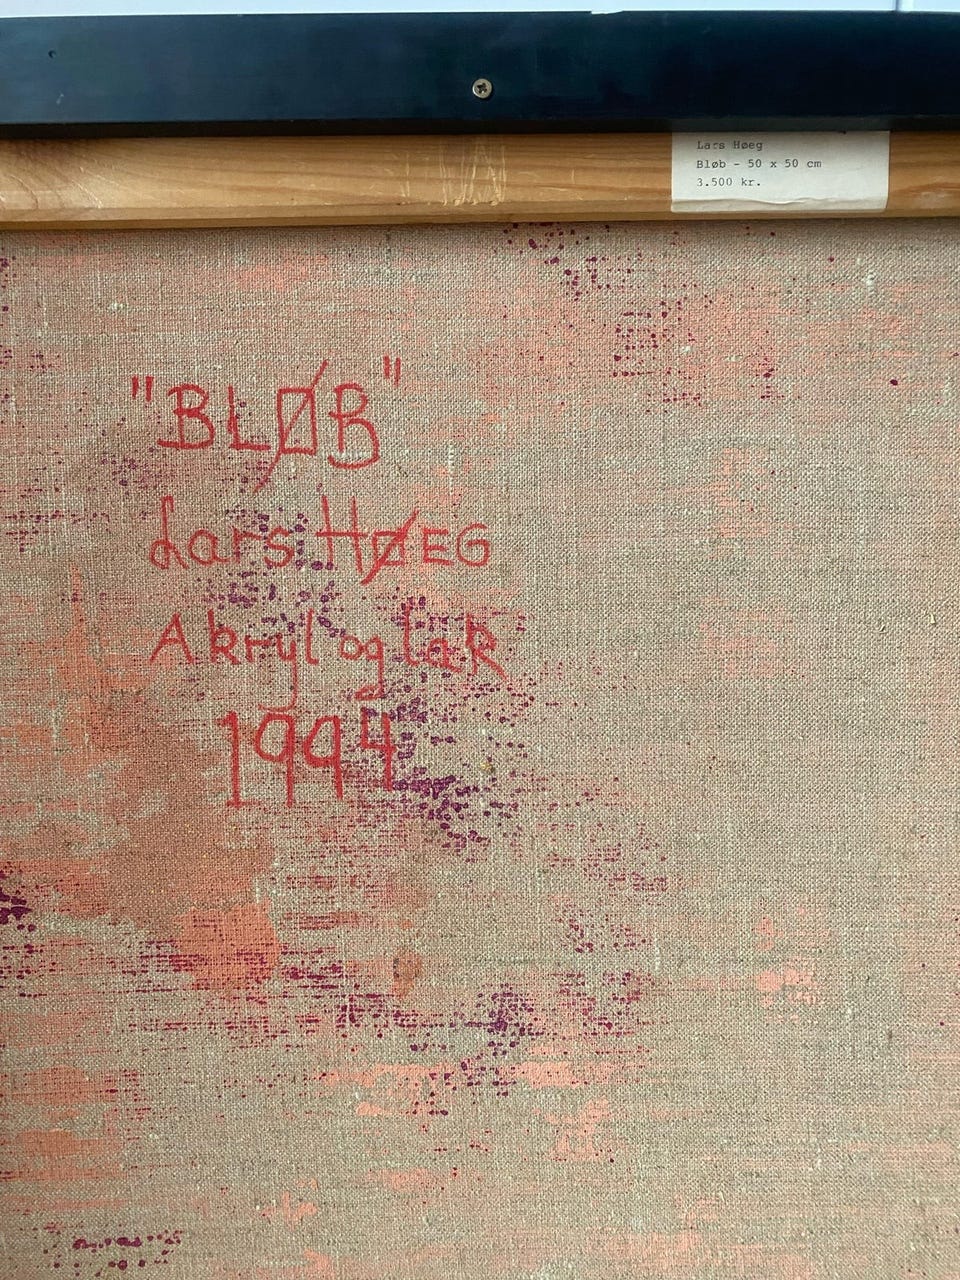 Lars Høeg
Bløb - 50 x 50 cm
3.500 kr.
"BLØB"
Lars HØEG
Akryl og lak
1994